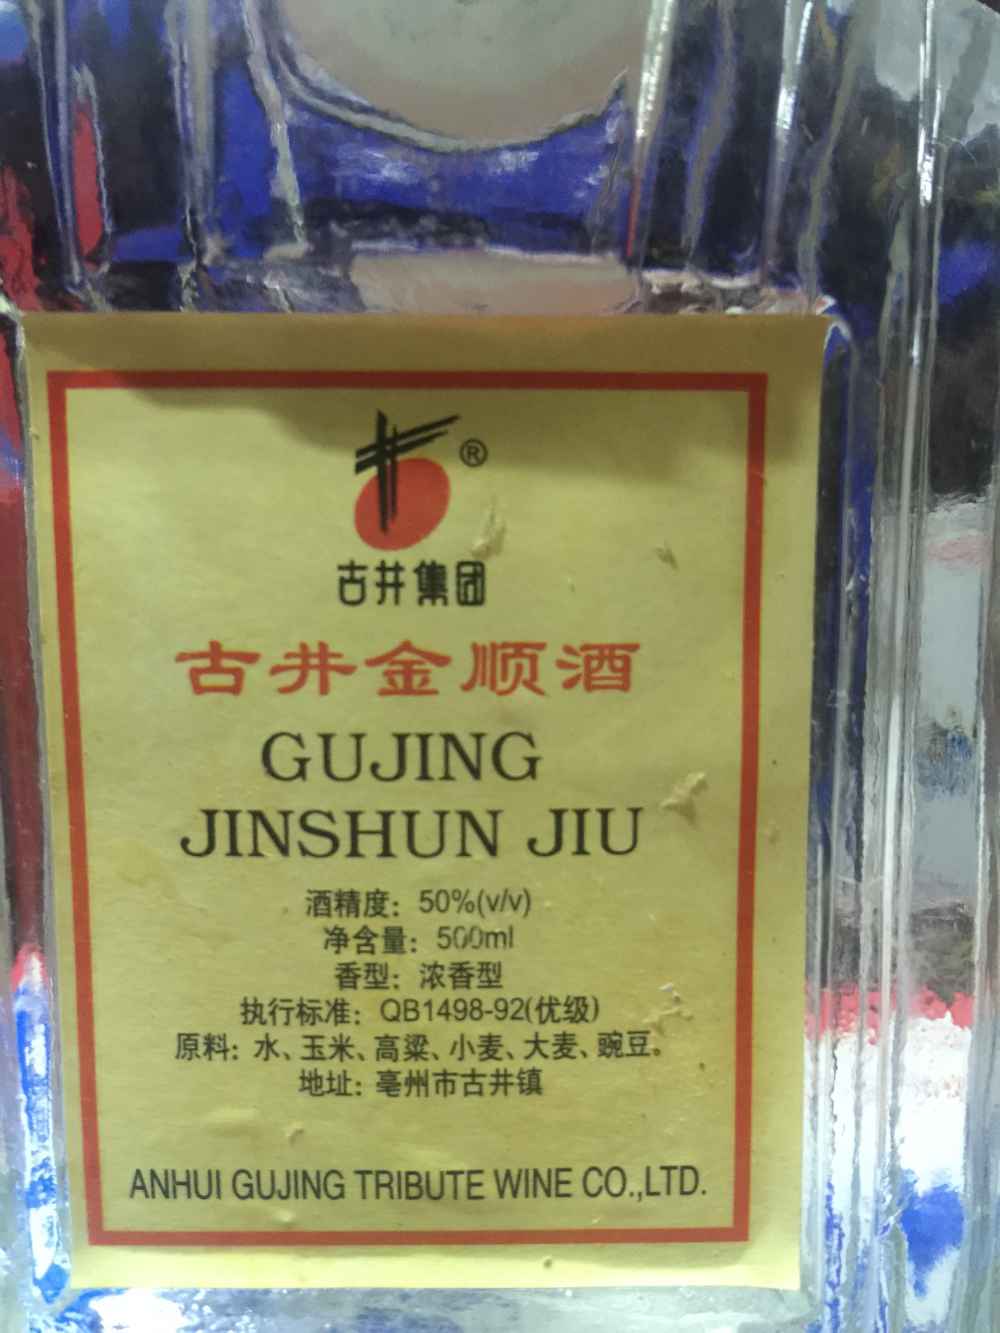 ®
古井集团
古井金顺酒
GUJING
JINSHUN JIU
酒精度：50%(v/v)
净含量：500ml
香型：浓香型
执行标准：QB1498-92(优级)
原料：水、玉米、高粱、小麦、大麦、豌豆。
地址：亳州市古井镇
ANHUI GUJING TRIBUTE WINE CO.,LTD.